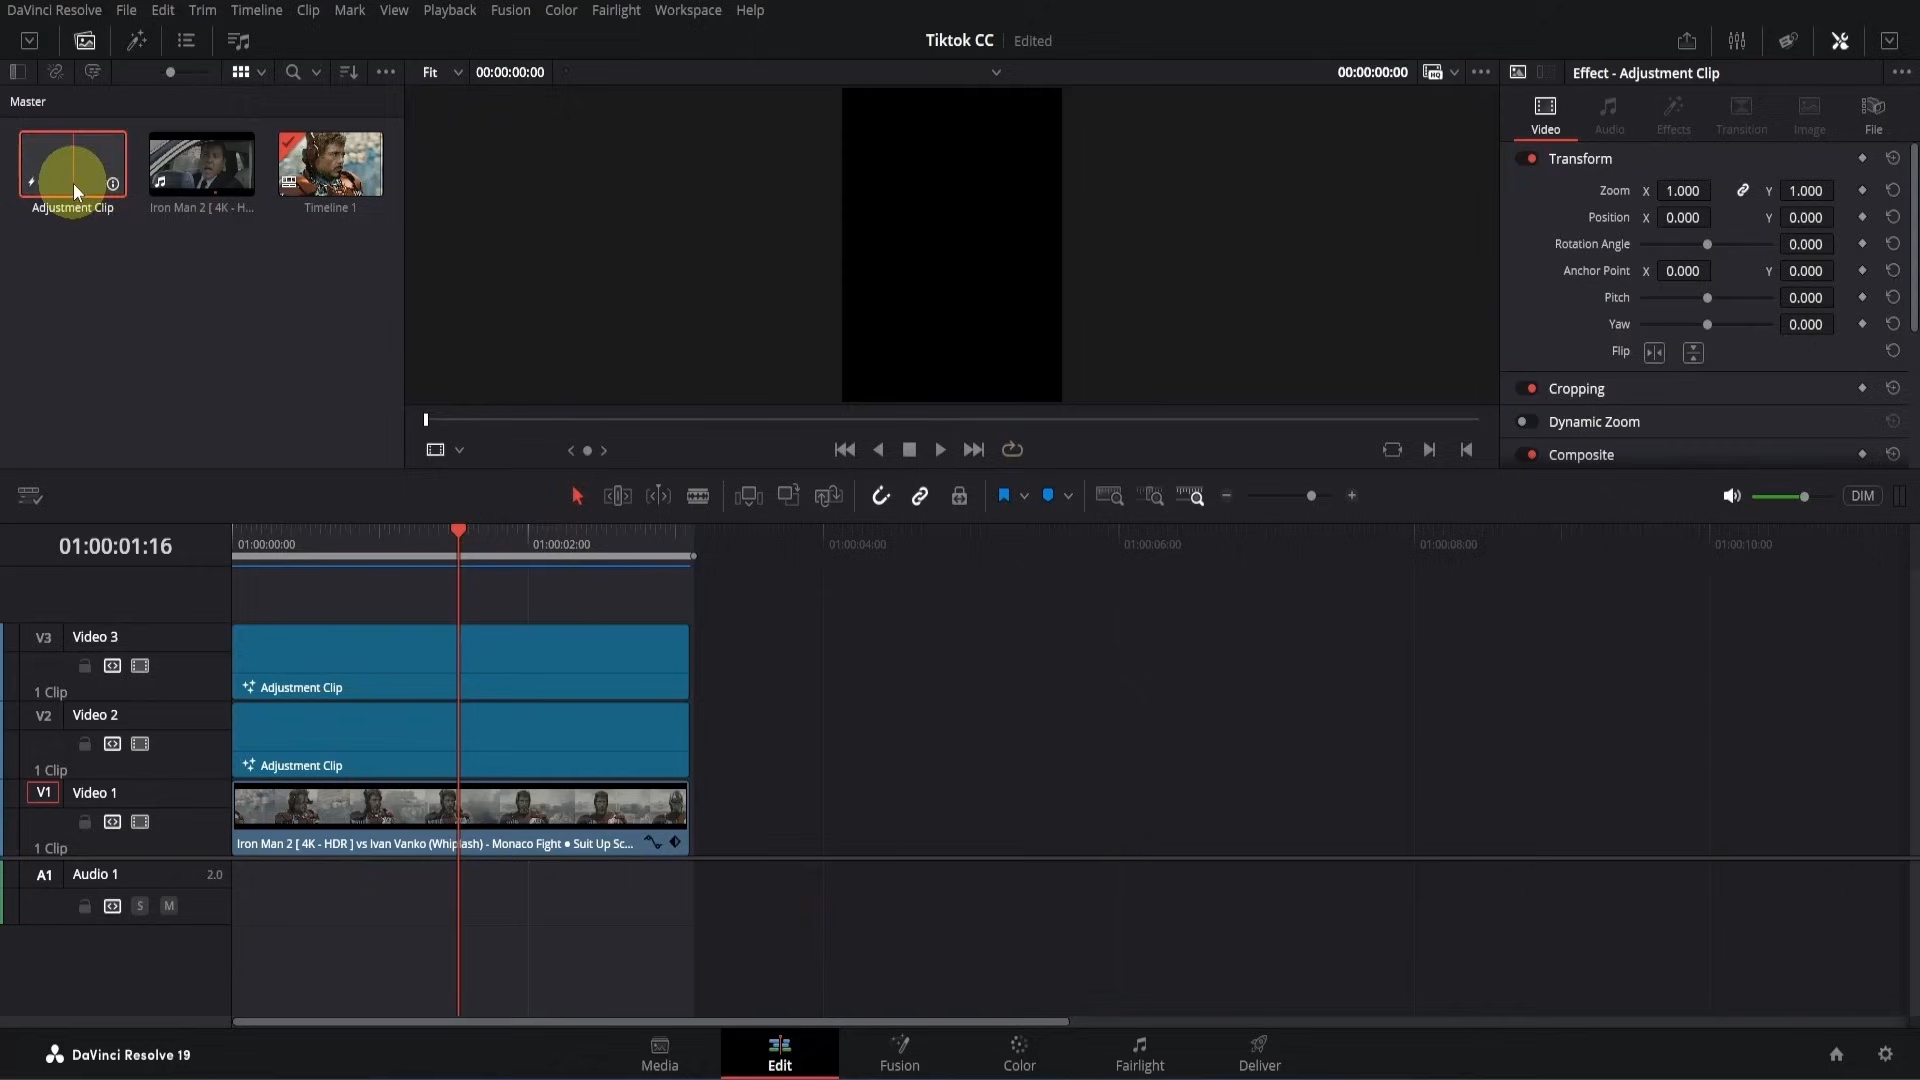 DaVinci Resolve File Edit Trim Timeline Clip Mark View Playback Fusion Color Fairlight Workspace Help
Tiktok CC Edited
Fit 00:00:00:00 00:00:00:00 HQ Effect - Adjustment Clip
Master
Video Audio Effects Transition Image File
Adjustment Clip Iron Man 2 [ 4K - H... Timeline 1
Transform
Zoom X 1.000 Y 1.000
Position X 0.000 Y 0.000
Rotation Angle 0.000
Anchor Point X 0.000 Y 0.000
Pitch 0.000
Yaw 0.000
Flip
Cropping
Dynamic Zoom
Composite
DIM
01:00:01:16
01:00:00:00 01:00:02:00 01:00:04:00 01:00:06:00 01:00:08:00 01:00:10:00
V3 Video 3
1 Clip
Adjustment Clip
V2 Video 2
1 Clip
Adjustment Clip
V1 Video 1
1 Clip
Iron Man 2 [ 4K - HDR ] vs Ivan Vanko (Whiplash) - Monaco Fight ● Suit Up Sc...
A1 Audio 1 2.0
S M
DaVinci Resolve 19
Media Edit Fusion Color Fairlight Deliver